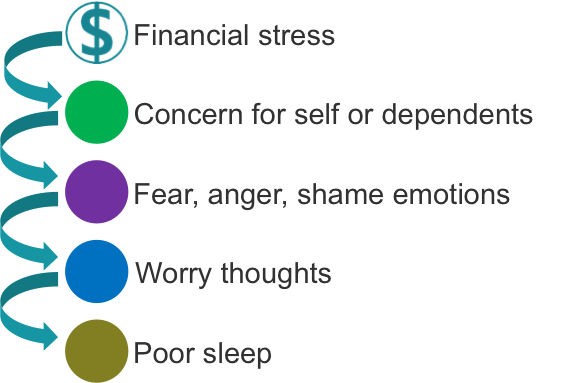 $ Financial stress
Concern for self or dependents
Fear, anger, shame emotions
Worry thoughts
Poor sleep